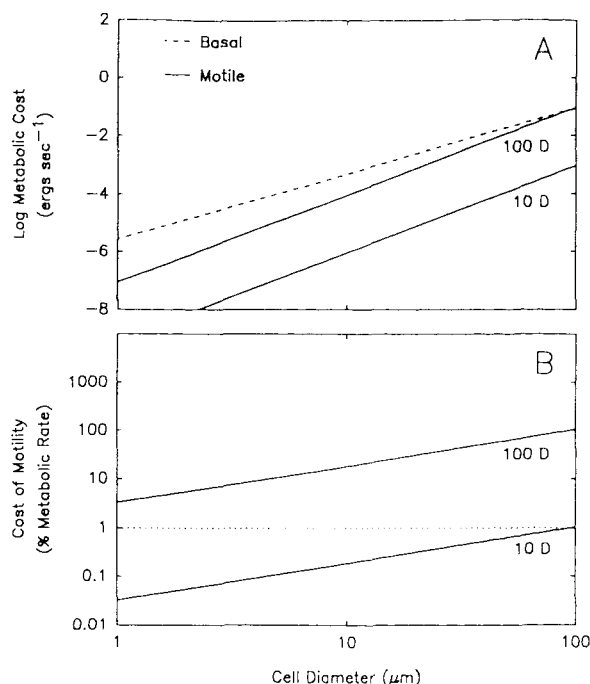 A
- - - Basal
— Motile
2
0
-2
-4
-6
-8
Log Metabolic Cost
(ergs sec⁻¹)
100 D
10 D
B
1000
100
10
1
0.1
0.01
Cost of Motility
(% Metabolic Rate)
100 D
10 D
1
10
100
Cell Diameter (μm)